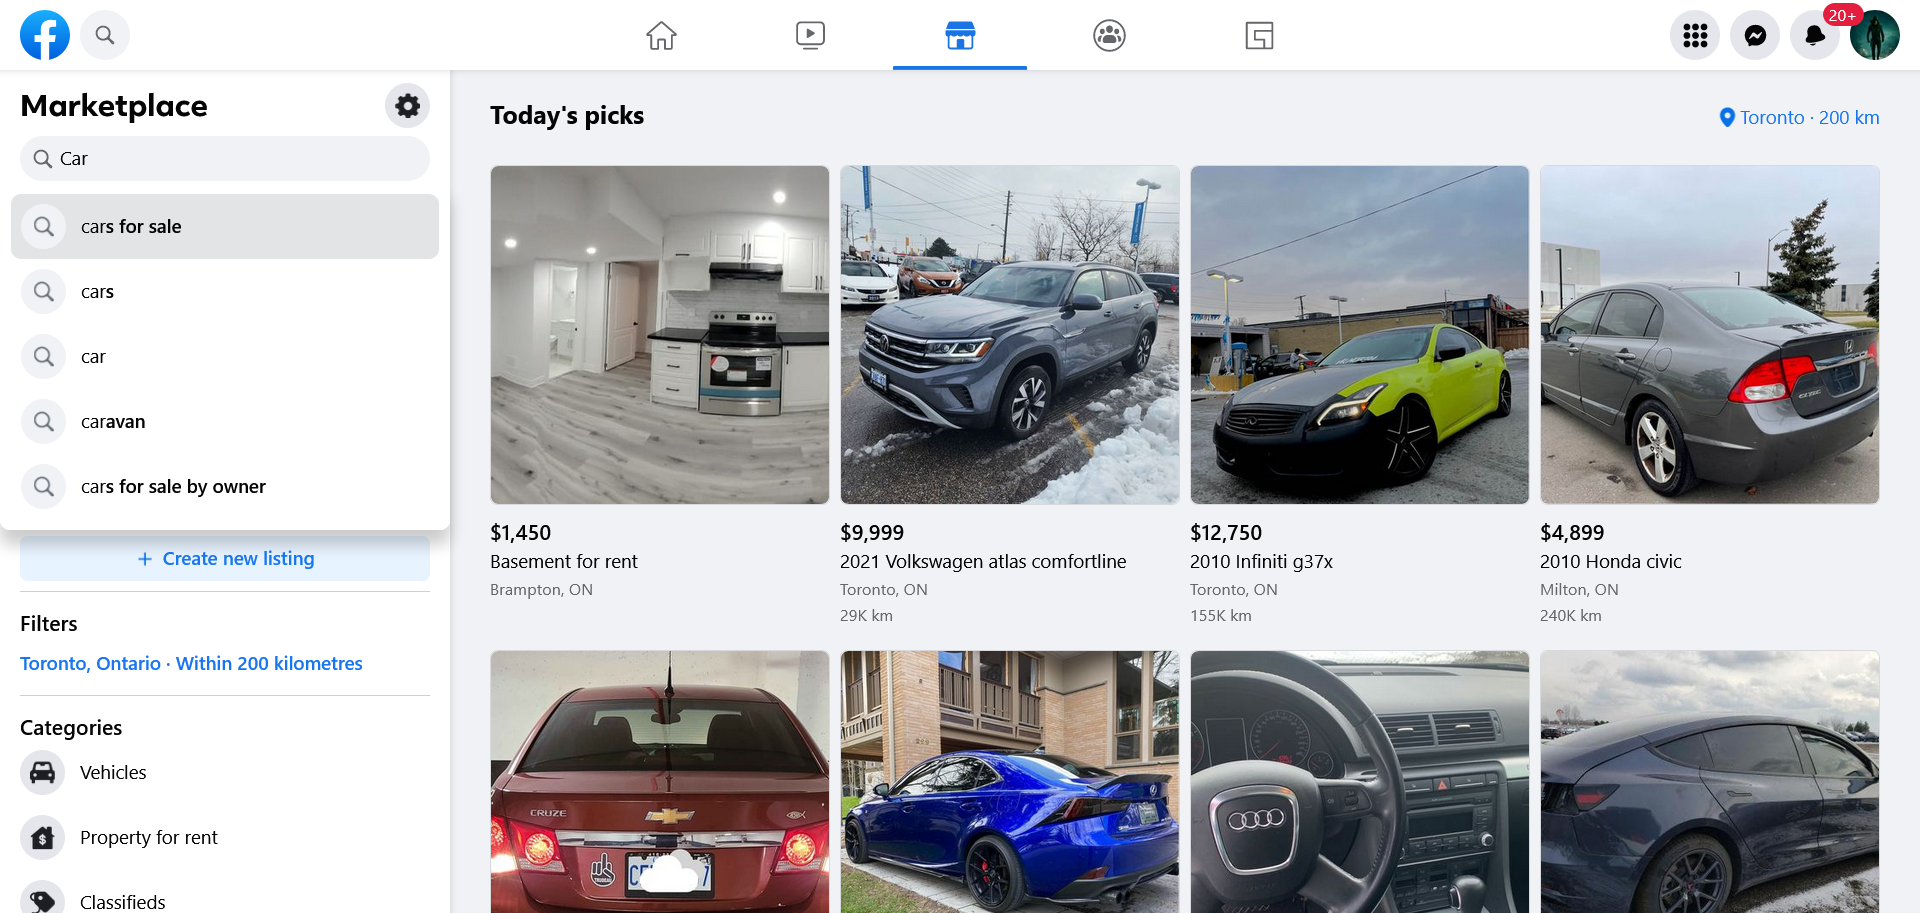 20+
Marketplace
Car
cars for sale
cars
car
caravan
cars for sale by owner
+ Create new listing
Filters
Toronto, Ontario · Within 200 kilometres
Categories
Vehicles
Property for rent
Classifieds
Today's picks
Toronto · 200 km
$1,450
Basement for rent
Brampton, ON
$9,999
2021 Volkswagen atlas comfortline
Toronto, ON
29K km
$12,750
2010 Infiniti g37x
Toronto, ON
155K km
$4,899
2010 Honda civic
Milton, ON
240K km
CRUZE